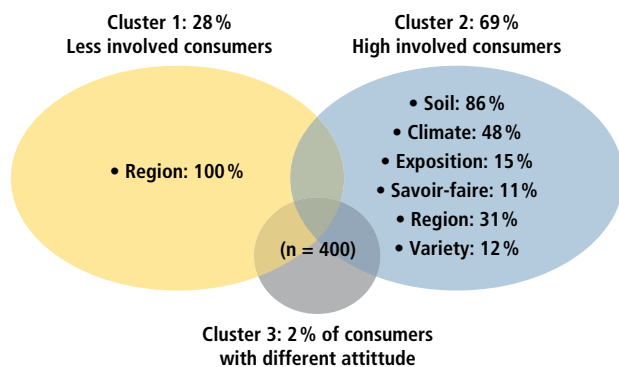 Cluster 1: 28 %
Less involved consumers
Cluster 2: 69 %
High involved consumers
• Region: 100 %
• Soil: 86 %
• Climate: 48 %
• Exposition: 15 %
• Savoir-faire: 11 %
• Region: 31 %
• Variety: 12 %
(n = 400)
Cluster 3: 2 % of consumers
with different attittude